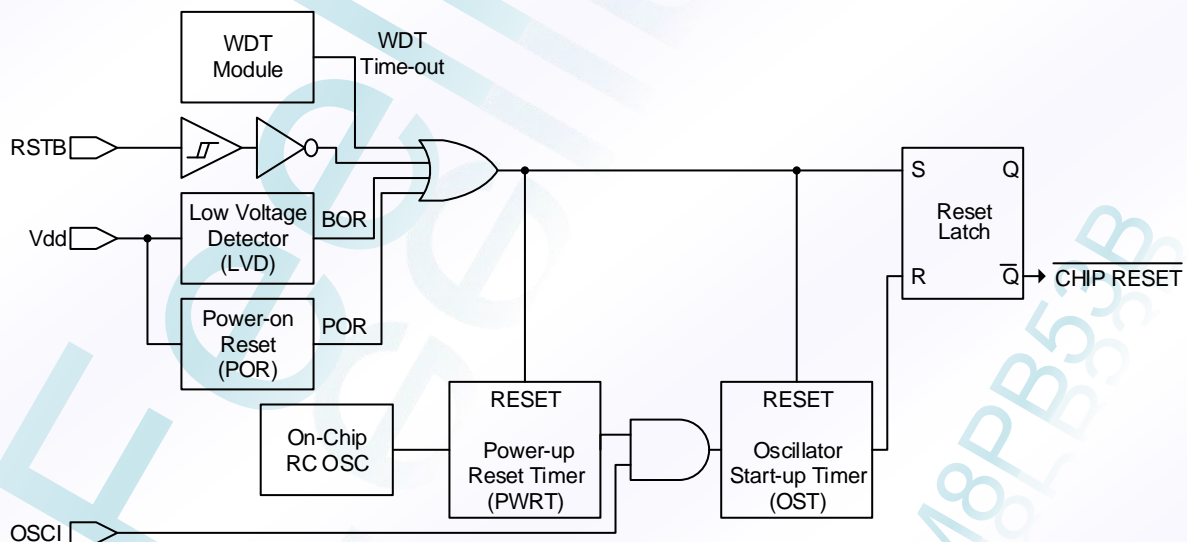 WDT
Module
WDT
Time-out
RSTB
Vdd
Low Voltage
Detector
(LVD)
BOR
Power-on
Reset
(POR)
POR
S
Q
Reset
Latch
R
Q
CHIP RESET
On-Chip
RC OSC
RESET
Power-up
Reset Timer
(PWRT)
RESET
Oscillator
Start-up Timer
(OST)
OSCI